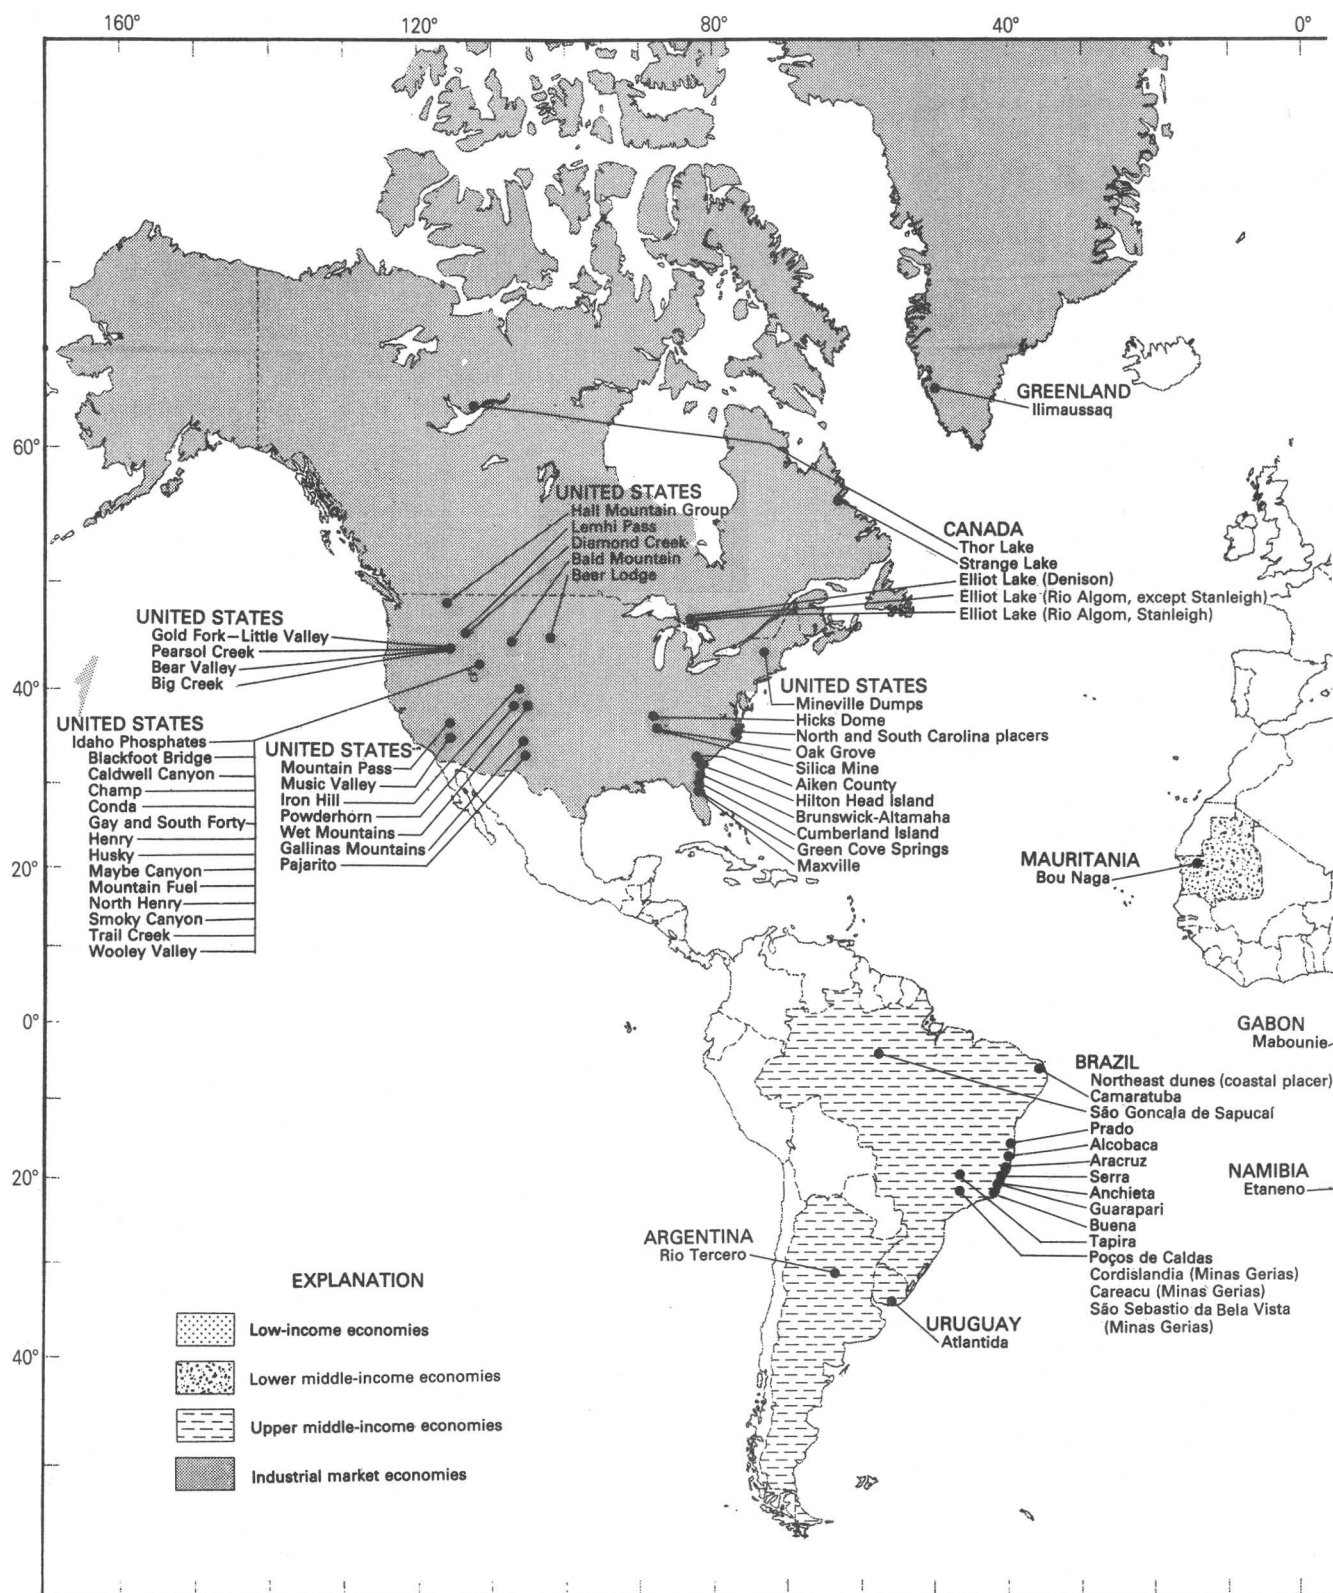 160° 120° 80° 40° 0°
60°
40°
20°
0°
20°
40°
GREENLAND
Ilimaussaq
UNITED STATES
Hall Mountain Group
Lemhi Pass
Diamond Creek
Bald Mountain
Beer Lodge
CANADA
Thor Lake
Strange Lake
Elliot Lake (Denison)
Elliot Lake (Rio Algom, except Stanleigh)
Elliot Lake (Rio Algom, Stanleigh)
UNITED STATES
Gold Fork—Little Valley
Pearsol Creek
Bear Valley
Big Creek
UNITED STATES
Idaho Phosphates
Blackfoot Bridge
Caldwell Canyon
Champ
Conda
Gay and South Forty
Henry
Husky
Maybe Canyon
Mountain Fuel
North Henry
Smoky Canyon
Trail Creek
Wooley Valley
UNITED STATES
Mountain Pass
Music Valley
Iron Hill
Powderhorn
Wet Mountains
Gallinas Mountains
Pajarito
UNITED STATES
Mineville Dumps
Hicks Dome
North and South Carolina placers
Oak Grove
Silica Mine
Aiken County
Hilton Head Island
Brunswick-Altamaha
Cumberland Island
Green Cove Springs
Maxville
MAURITANIA
Bou Naga
GABON
Mabounie
BRAZIL
Northeast dunes (coastal placer)
Camaratuba
São Goncala de Sapucaí
Prado
Alcobaca
Aracruz
Serra
Anchieta
Guarapari
Buena
Tapira
Poços de Caldas
Cordislandia (Minas Gerias)
Careacu (Minas Gerias)
São Sebastio da Bela Vista
(Minas Gerias)
NAMIBIA
Etaneno
ARGENTINA
Rio Tercero
URUGUAY
Atlantida
EXPLANATION
Low-income economies
Lower middle-income economies
Upper middle-income economies
Industrial market economies